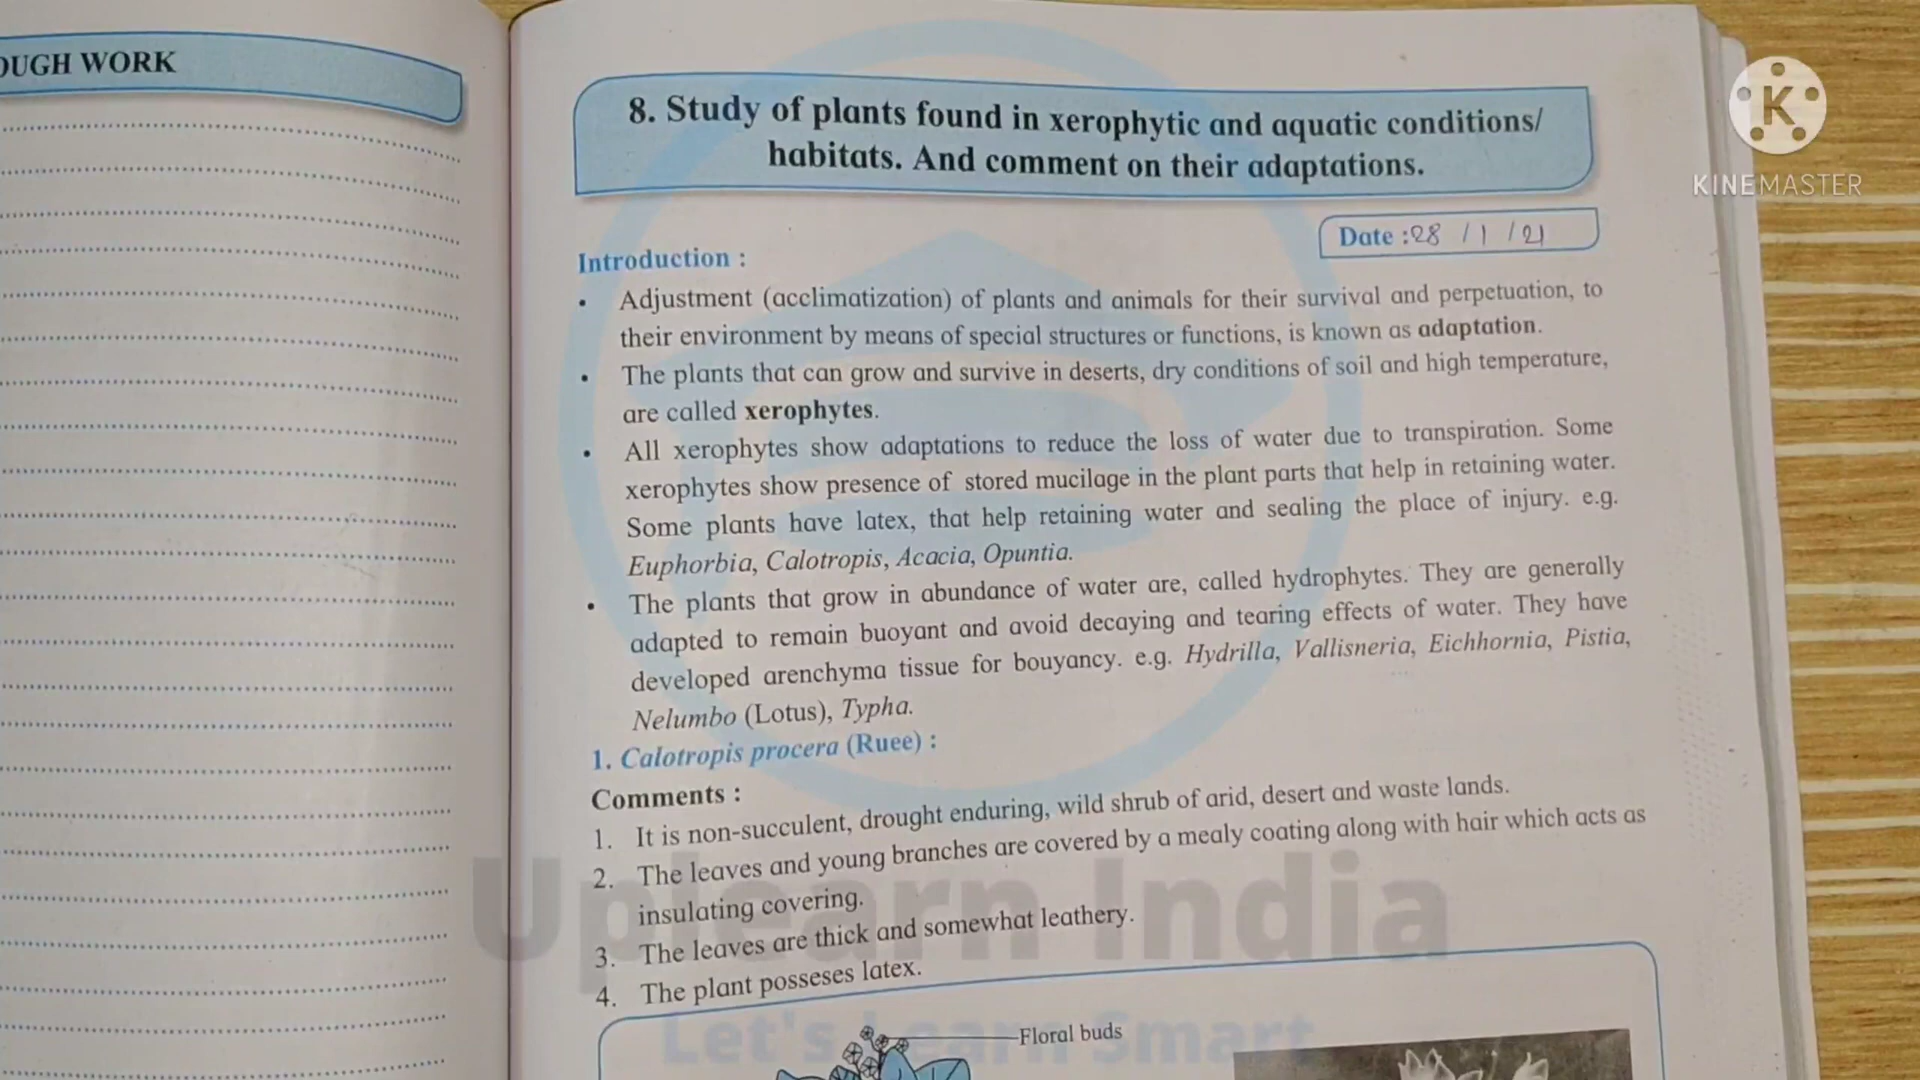 OUGH WORK
8. Study of plants found in xerophytic and aquatic conditions/
habitats. And comment on their adaptations.
Date :28 / 1 / 21
Introduction :
• Adjustment (acclimatization) of plants and animals for their survival and perpetuation, to
their environment by means of special structures or functions, is known as adaptation.
• The plants that can grow and survive in deserts, dry conditions of soil and high temperature,
are called xerophytes.
• All xerophytes show adaptations to reduce the loss of water due to transpiration. Some
xerophytes show presence of stored mucilage in the plant parts that help in retaining water.
Some plants have latex, that help retaining water and sealing the place of injury. e.g.
Euphorbia, Calotropis, Acacia, Opuntia.
• The plants that grow in abundance of water are, called hydrophytes. They are generally
adapted to remain buoyant and avoid decaying and tearing effects of water. They have
developed arenchyma tissue for bouyancy. e.g. Hydrilla, Vallisneria, Eichhornia, Pistia,
Nelumbo (Lotus), Typha.
1. Calotropis procera (Ruee) :
Comments :
1. It is non-succulent, drought enduring, wild shrub of arid, desert and waste lands.
2. The leaves and young branches are covered by a mealy coating along with hair which acts as
insulating covering.
3. The leaves are thick and somewhat leathery.
4. The plant posseses latex.
Floral buds
Uplearn India
Let's Learn Smart
K
KINEMASTER